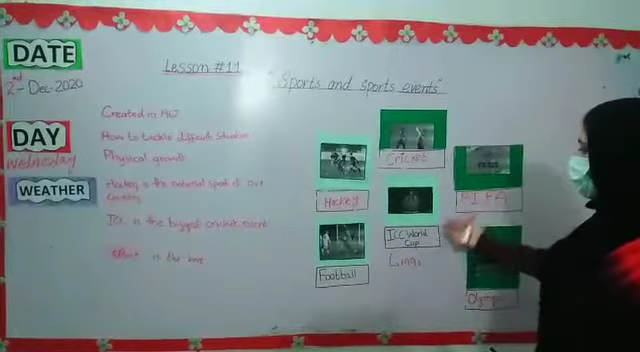 DATE
2nd Dec-2020
DAY
Wednesday
WEATHER
Lesson #11
"Sports and sports events"
Created in
How to tackle difficult situation
Physical growth
Hockey is the national sport of our
country
ICC is the biggest cricket event
is the best
Cricket
Hockey
Football
ICC World
Cup
FIFA
Olympic